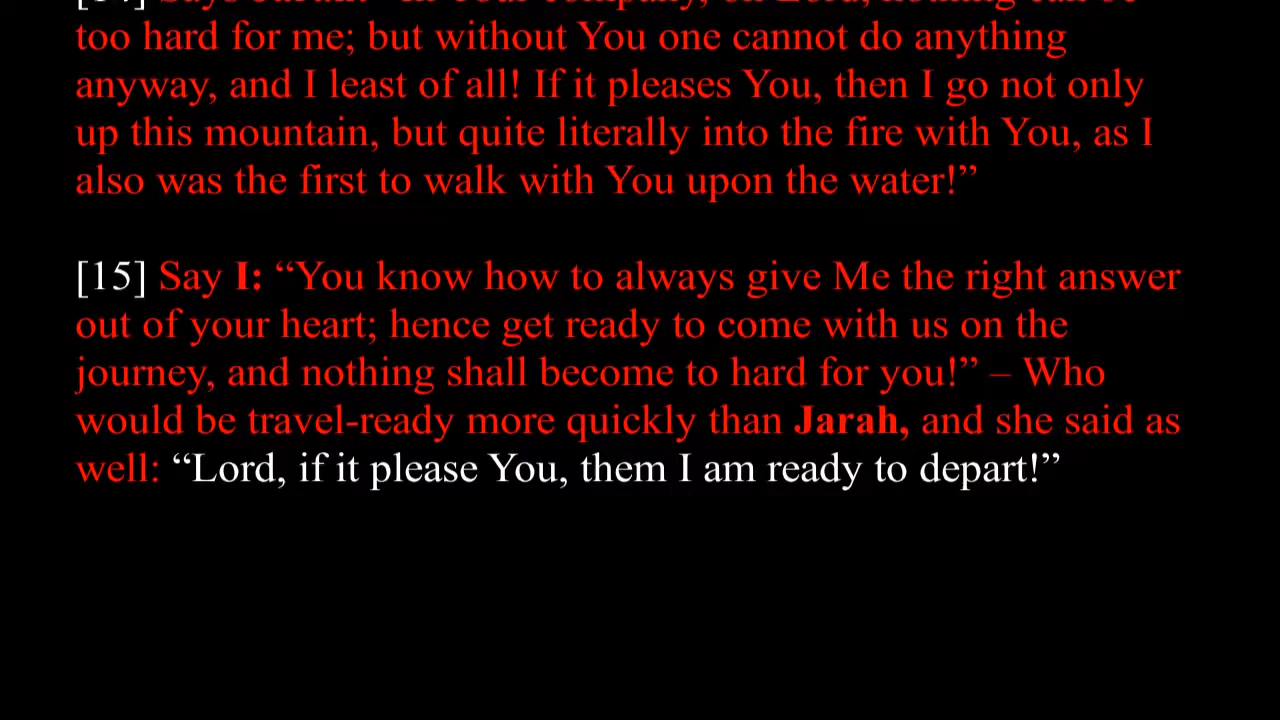 too hard for me; but without You one cannot do anything
anyway, and I least of all! If it pleases You, then I go not only
up this mountain, but quite literally into the fire with You, as I
also was the first to walk with You upon the water!”
[15] Say I: “You know how to always give Me the right answer
out of your heart; hence get ready to come with us on the
journey, and nothing shall become to hard for you!” – Who
would be travel-ready more quickly than Jarah, and she said as
well: “Lord, if it please You, them I am ready to depart!”